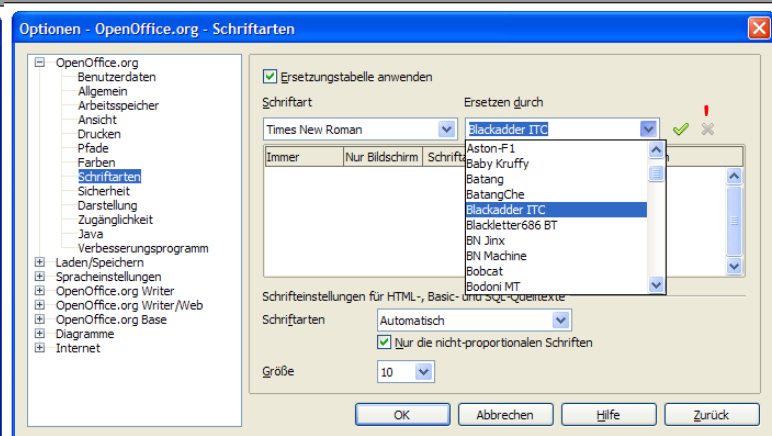 Optionen - OpenOffice.org - Schriftarten
OpenOffice.org
Benutzerdaten
Allgemein
Arbeitsspeicher
Ansicht
Drucken
Pfade
Farben
Schriftarten
Sicherheit
Darstellung
Zugänglichkeit
Java
Verbesserungsprogramm
Laden/Speichern
Spracheinstellungen
OpenOffice.org Writer
OpenOffice.org Writer/Web
OpenOffice.org Base
Diagramme
Internet
Ersetzungstabelle anwenden
Schriftart Ersetzen durch
Times New Roman Blackadder ITC
!
Immer Nur Bildschirm
Aston-F1
Baby Kruffy
Batang
BatangChe
Blackadder ITC
Blackletter686 BT
BN Jinx
BN Machine
Bobcat
Bodoni MT
Schrifteinstellungen für HTML-, Basic- und SQL-Quelltexte
Schriftarten Automatisch
Nur die nicht-proportionalen Schriften
Größe 10
OK Abbrechen Hilfe Zurück